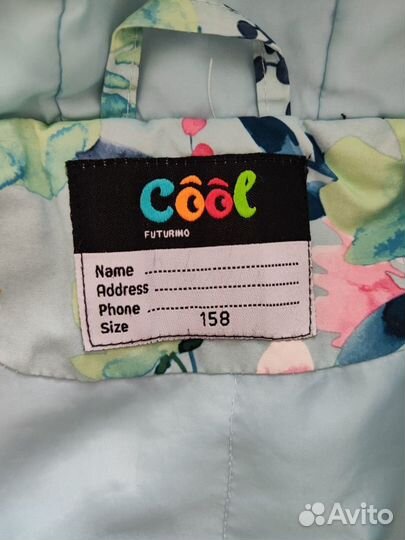 côôl
FUTURINO
Name
Address
Phone
Size 158
Avito